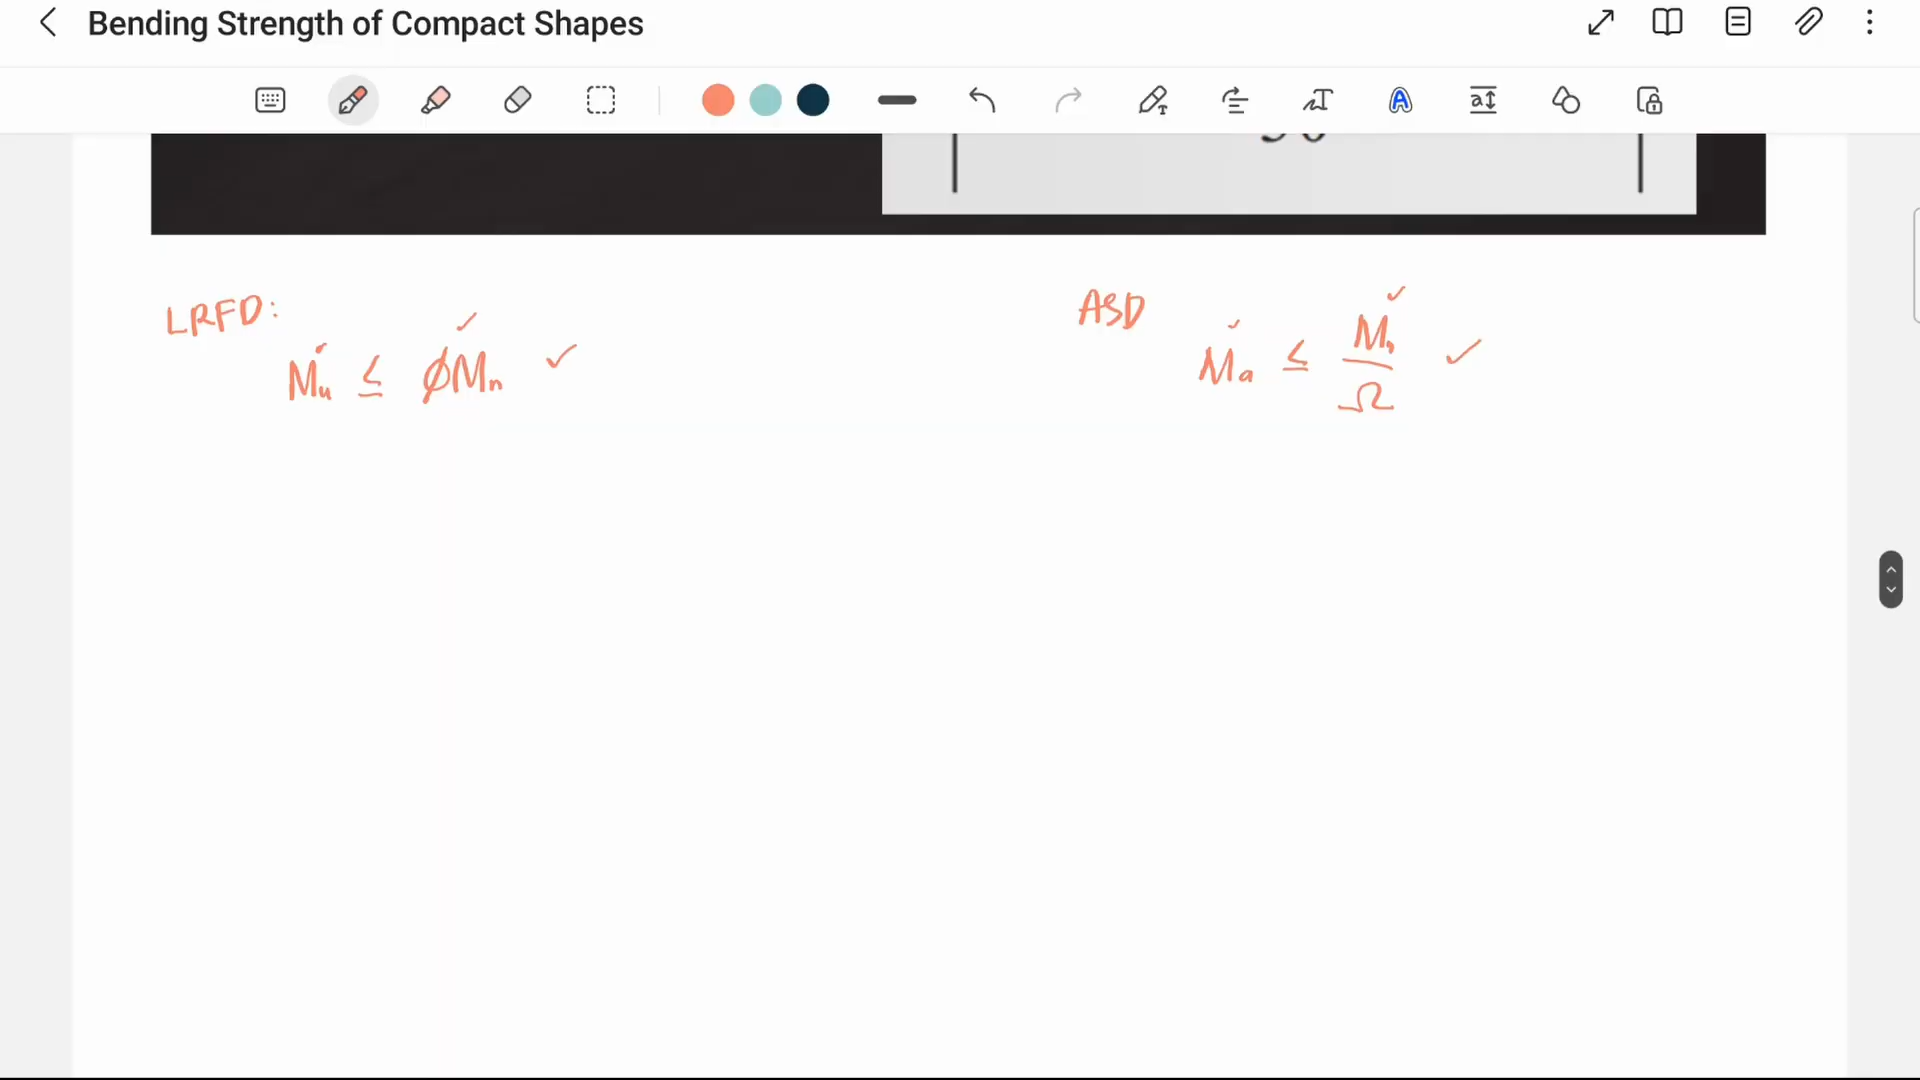 Bending Strength of Compact Shapes
LRFD:
Mu ≤ ϕMn ✓
ASD
Ma ≤ Mn/Ω ✓